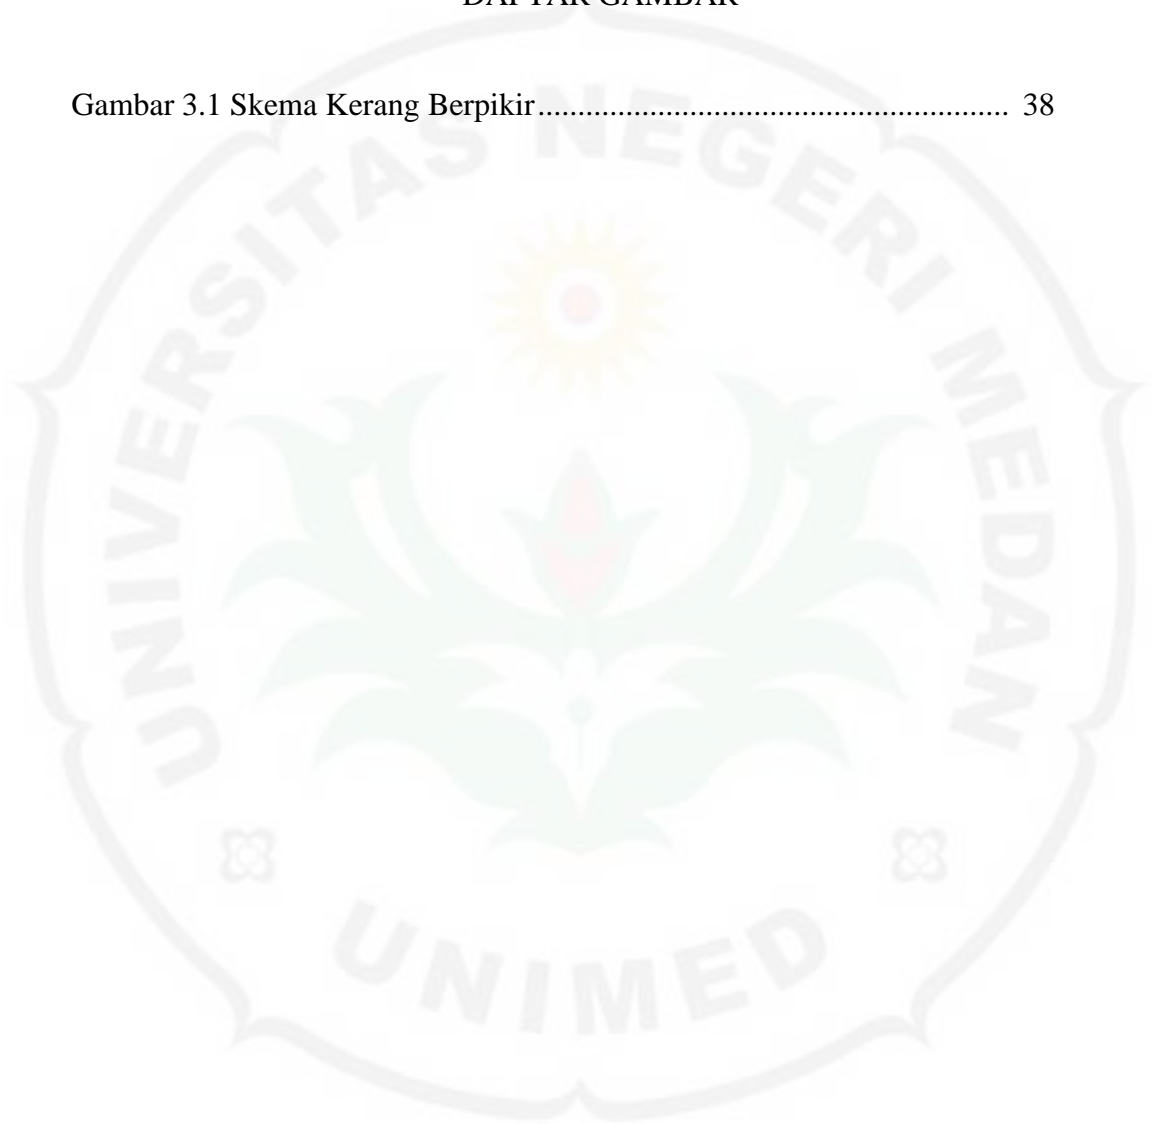 DAFTAR GAMBAR
Gambar 3.1 Skema Kerang Berpikir........................................................... 38
UNIVERSITAS NEGERI MEDAN
UNIMED